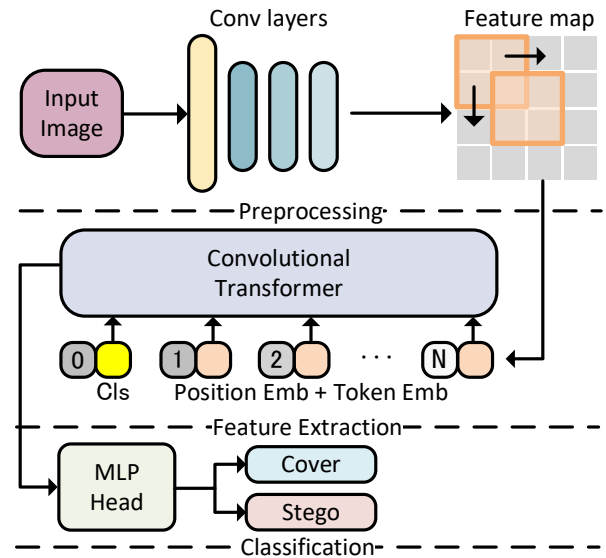 Conv layers
Feature map
Input
Image
Preprocessing
Convolutional
Transformer
0
1
2
···
N
Cls
Position Emb + Token Emb
Feature Extraction
MLP
Head
Cover
Stego
Classification